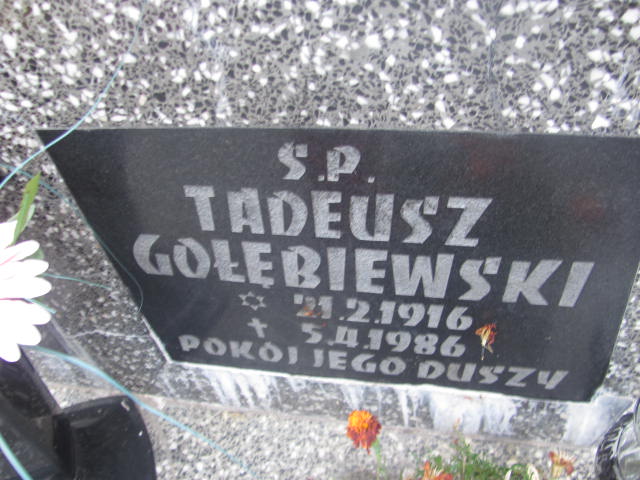 Ś.P.
TADEUSZ
GOŁĘBIEWSKI
✡ 21.2.1916
✝ 5.4.1986
POKÓJ JEGO DUSZY